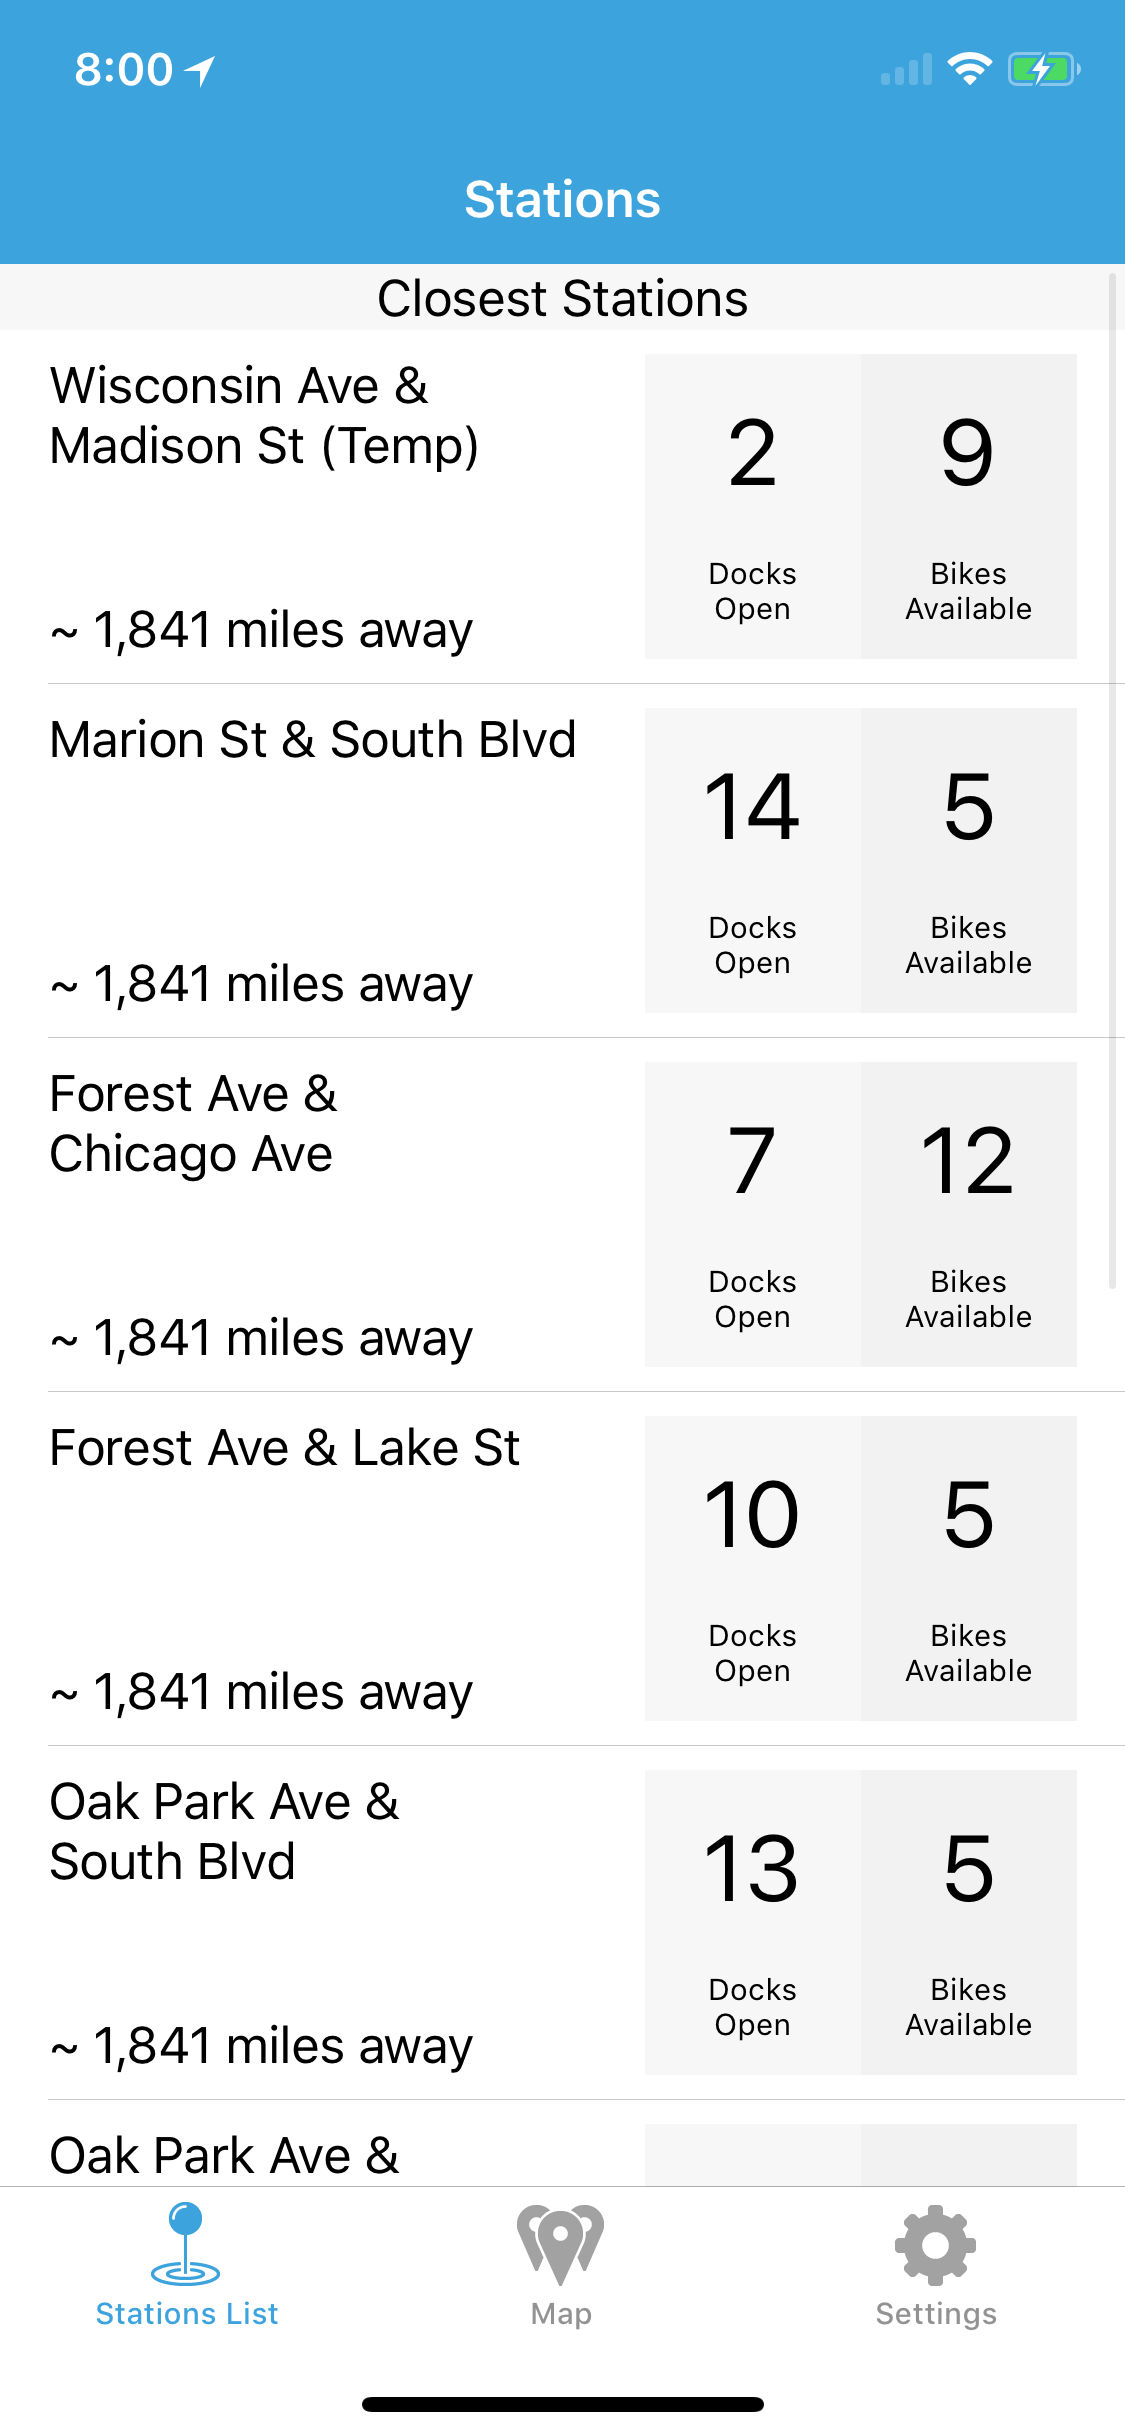 8:00
Stations
Closest Stations
Wisconsin Ave &
Madison St (Temp)
~ 1,841 miles away
2
Docks
Open
9
Bikes
Available
Marion St & South Blvd
~ 1,841 miles away
14
Docks
Open
5
Bikes
Available
Forest Ave &
Chicago Ave
~ 1,841 miles away
7
Docks
Open
12
Bikes
Available
Forest Ave & Lake St
~ 1,841 miles away
10
Docks
Open
5
Bikes
Available
Oak Park Ave &
South Blvd
~ 1,841 miles away
13
Docks
Open
5
Bikes
Available
Oak Park Ave &
Stations List
Map
Settings